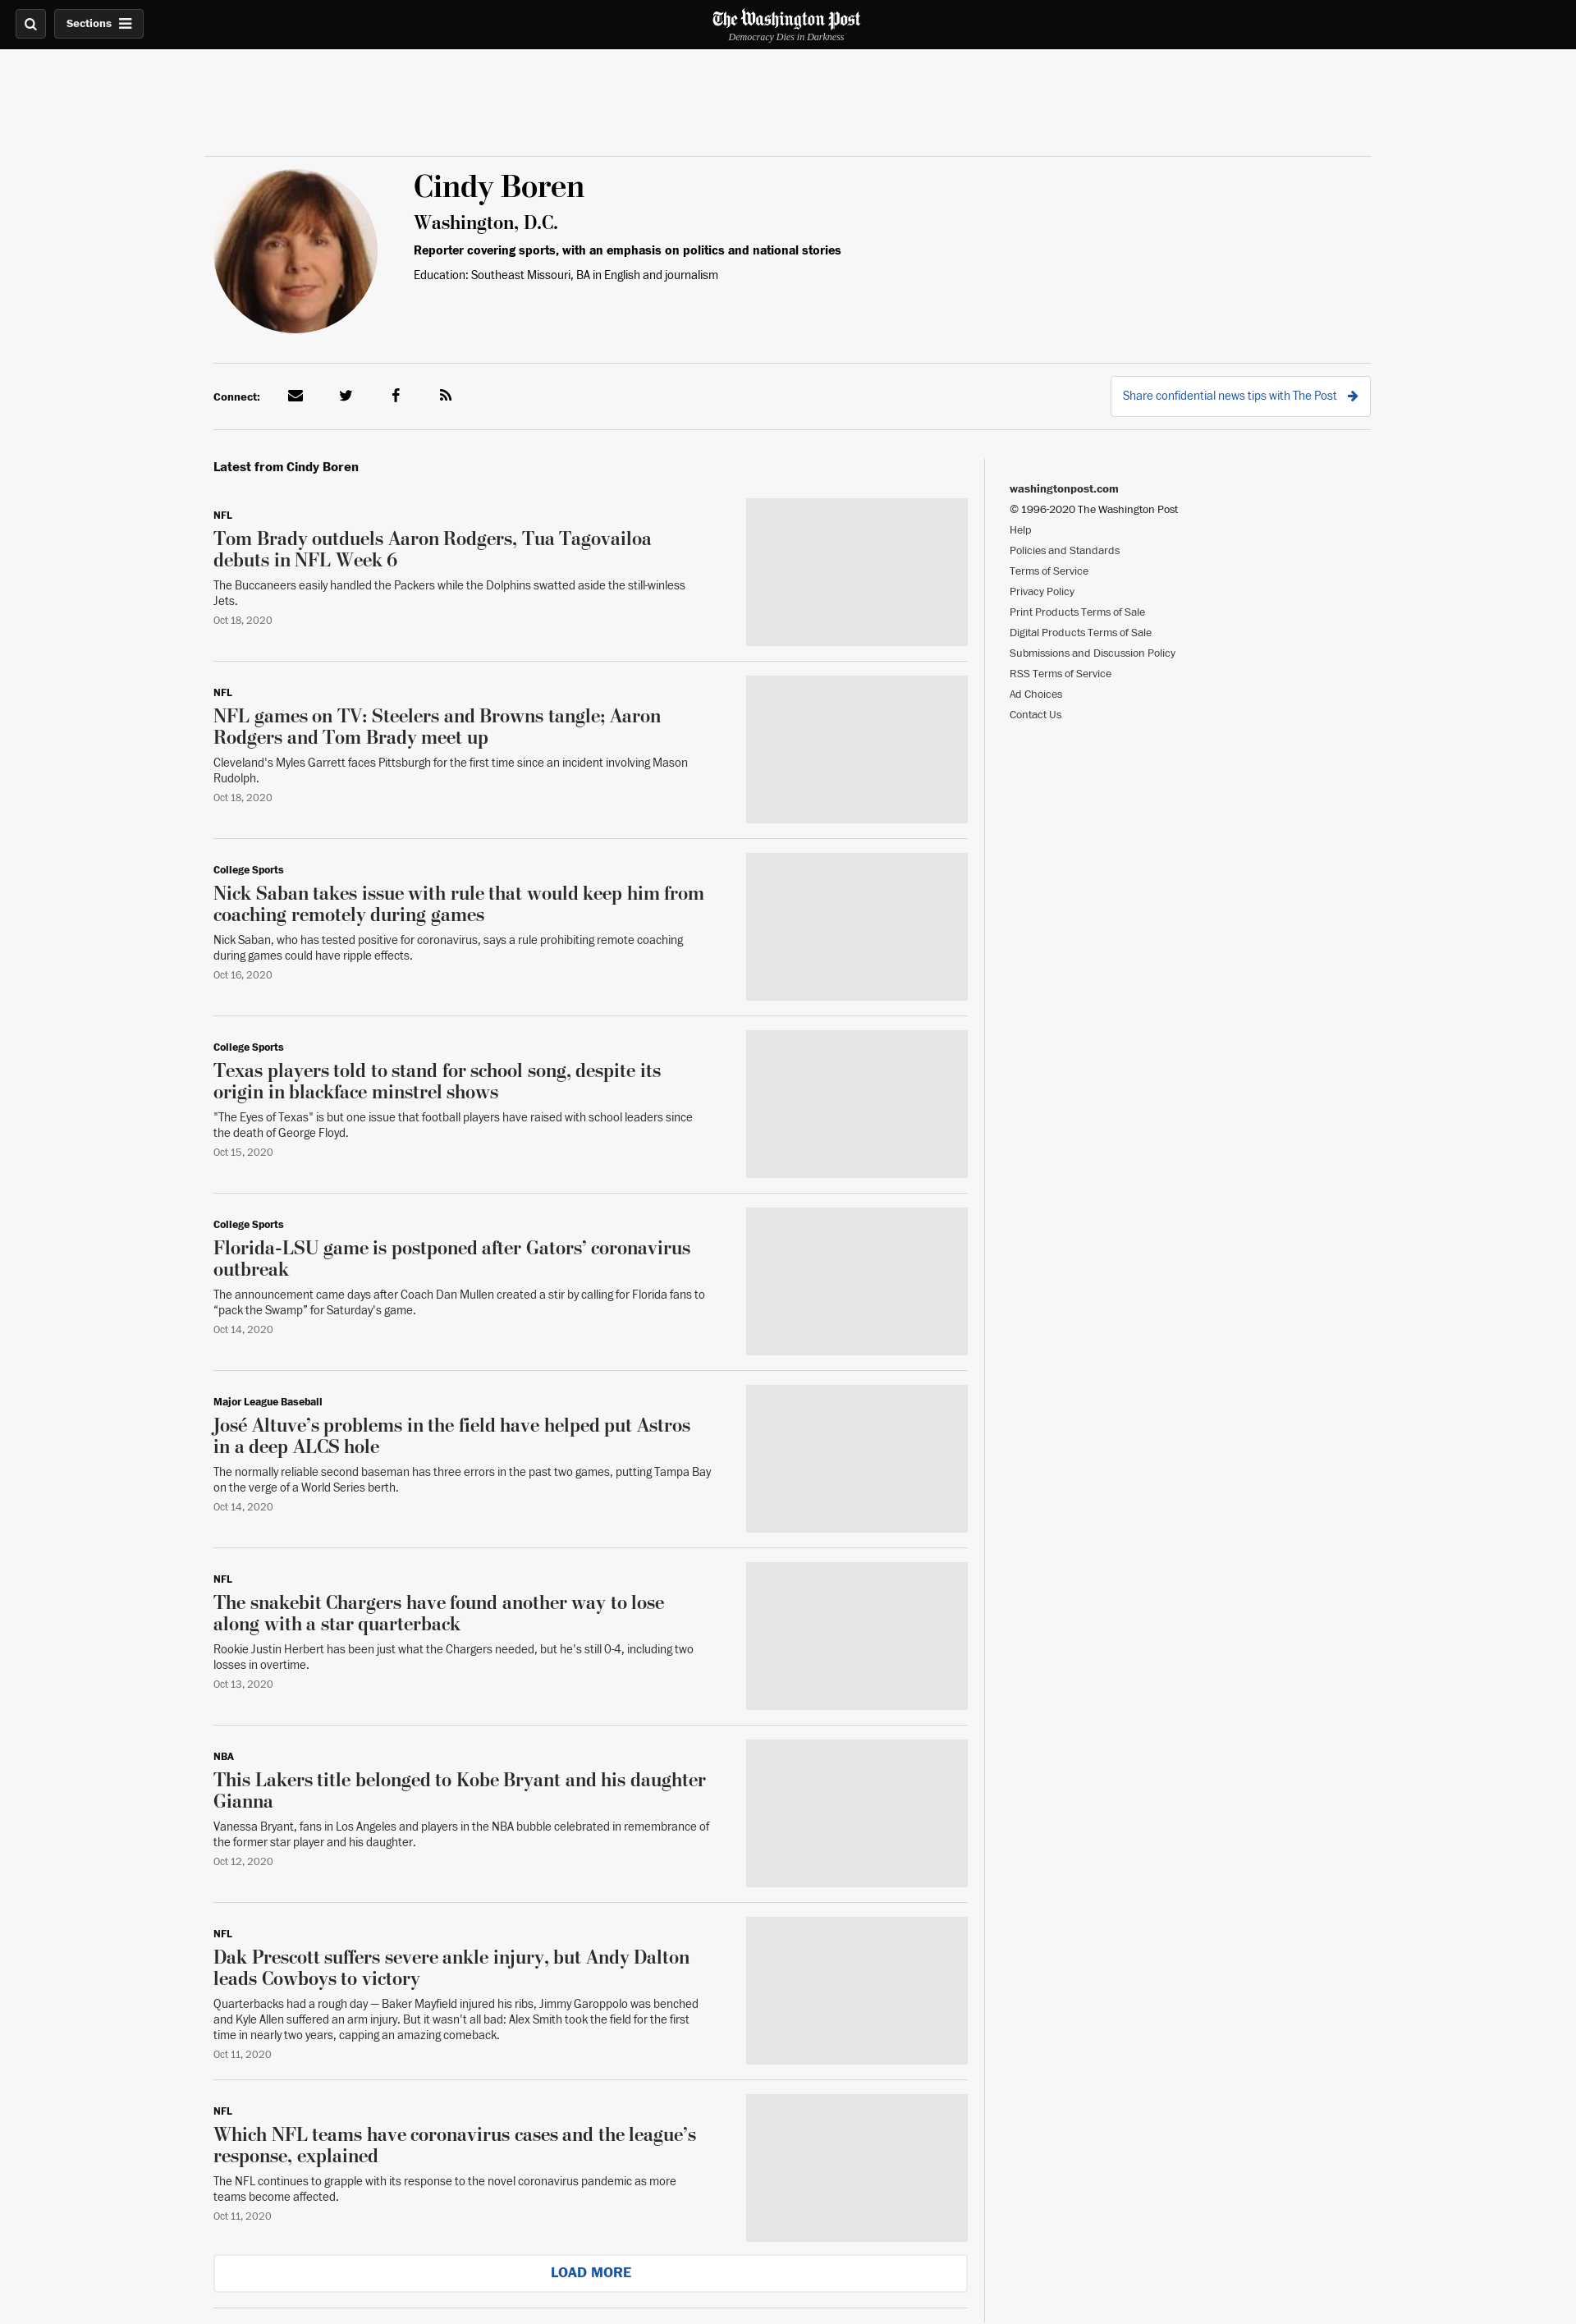 Sections
The Washington Post
Democracy Dies in Darkness
Cindy Boren
Washington, D.C.
Reporter covering sports, with an emphasis on politics and national stories
Education: Southeast Missouri, BA in English and journalism
Connect:
Share confidential news tips with The Post
Latest from Cindy Boren
NFL
Tom Brady outduels Aaron Rodgers, Tua Tagovailoa
debuts in NFL Week 6
The Buccaneers easily handled the Packers while the Dolphins swatted aside the still-winless
Jets.
Oct 18, 2020
NFL
NFL games on TV: Steelers and Browns tangle; Aaron
Rodgers and Tom Brady meet up
Cleveland's Myles Garrett faces Pittsburgh for the first time since an incident involving Mason
Rudolph.
Oct 18, 2020
College Sports
Nick Saban takes issue with rule that would keep him from
coaching remotely during games
Nick Saban, who has tested positive for coronavirus, says a rule prohibiting remote coaching
during games could have ripple effects.
Oct 16, 2020
College Sports
Texas players told to stand for school song, despite its
origin in blackface minstrel shows
"The Eyes of Texas" is but one issue that football players have raised with school leaders since
the death of George Floyd.
Oct 15, 2020
College Sports
Florida-LSU game is postponed after Gators’ coronavirus
outbreak
The announcement came days after Coach Dan Mullen created a stir by calling for Florida fans to
“pack the Swamp” for Saturday's game.
Oct 14, 2020
Major League Baseball
José Altuve’s problems in the field have helped put Astros
in a deep ALCS hole
The normally reliable second baseman has three errors in the past two games, putting Tampa Bay
on the verge of a World Series berth.
Oct 14, 2020
NFL
The snakebit Chargers have found another way to lose
along with a star quarterback
Rookie Justin Herbert has been just what the Chargers needed, but he's still 0-4, including two
losses in overtime.
Oct 13, 2020
NBA
This Lakers title belonged to Kobe Bryant and his daughter
Gianna
Vanessa Bryant, fans in Los Angeles and players in the NBA bubble celebrated in remembrance of
the former star player and his daughter.
Oct 12, 2020
NFL
Dak Prescott suffers severe ankle injury, but Andy Dalton
leads Cowboys to victory
Quarterbacks had a rough day — Baker Mayfield injured his ribs, Jimmy Garoppolo was benched
and Kyle Allen suffered an arm injury. But it wasn't all bad: Alex Smith took the field for the first
time in nearly two years, capping an amazing comeback.
Oct 11, 2020
NFL
Which NFL teams have coronavirus cases and the league’s
response, explained
The NFL continues to grapple with its response to the novel coronavirus pandemic as more
teams become affected.
Oct 11, 2020
LOAD MORE
washingtonpost.com
© 1996-2020 The Washington Post
Help
Policies and Standards
Terms of Service
Privacy Policy
Print Products Terms of Sale
Digital Products Terms of Sale
Submissions and Discussion Policy
RSS Terms of Service
Ad Choices
Contact Us